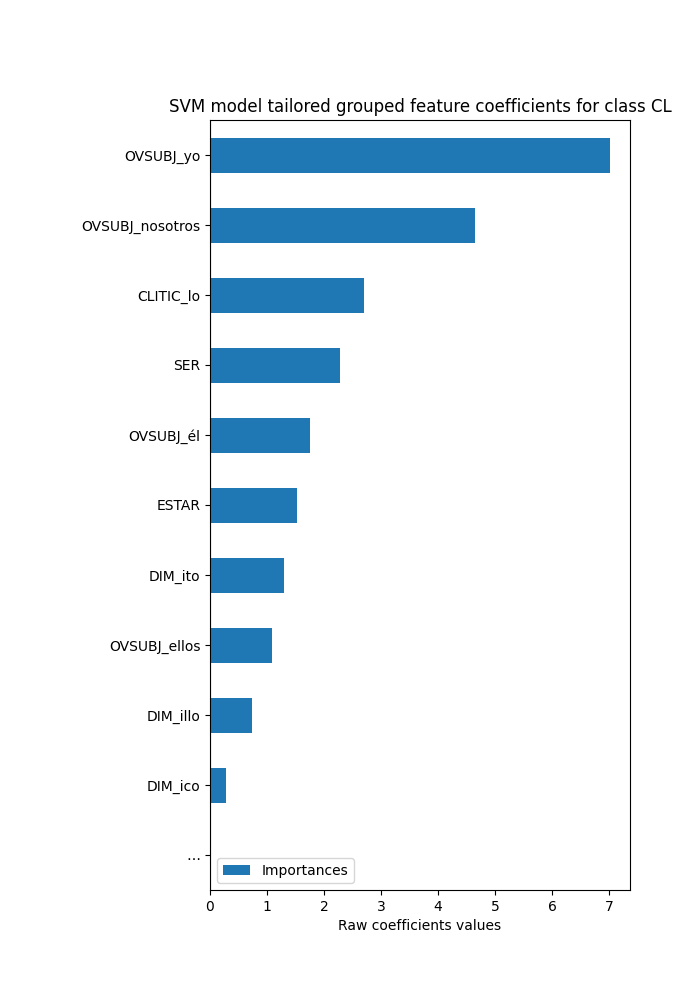 SVM model tailored grouped feature coefficients for class CL
OVSUBJ_yo
OVSUBJ_nosotros
CLITIC_lo
SER
OVSUBJ_él
ESTAR
DIM_ito
OVSUBJ_ellos
DIM_illo
DIM_ico
...
Importances
0 1 2 3 4 5 6 7
Raw coefficients values